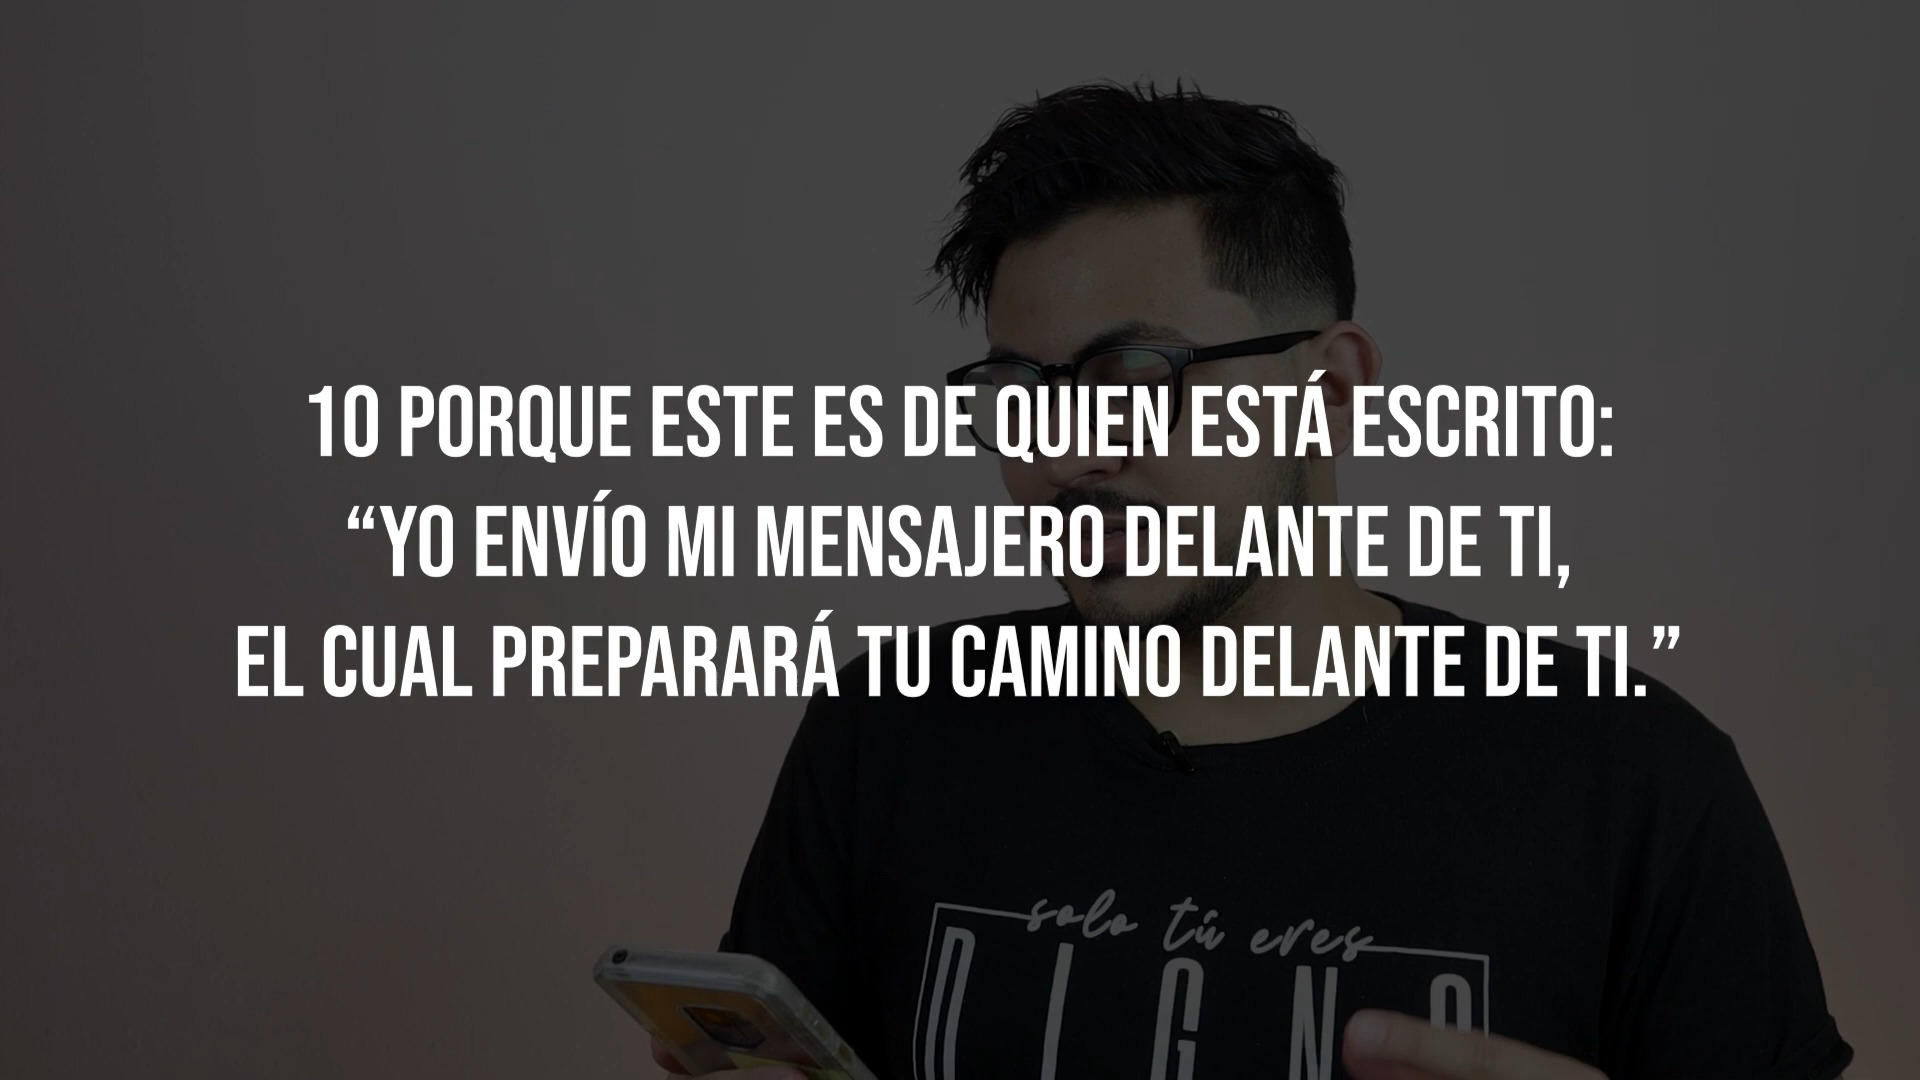 10 PORQUE ESTE ES DE QUIEN ESTÁ ESCRITO:
“YO ENVÍO MI MENSAJERO DELANTE DE TI,
EL CUAL PREPARARÁ TU CAMINO DELANTE DE TI.”
solo tú eres
DIGNO